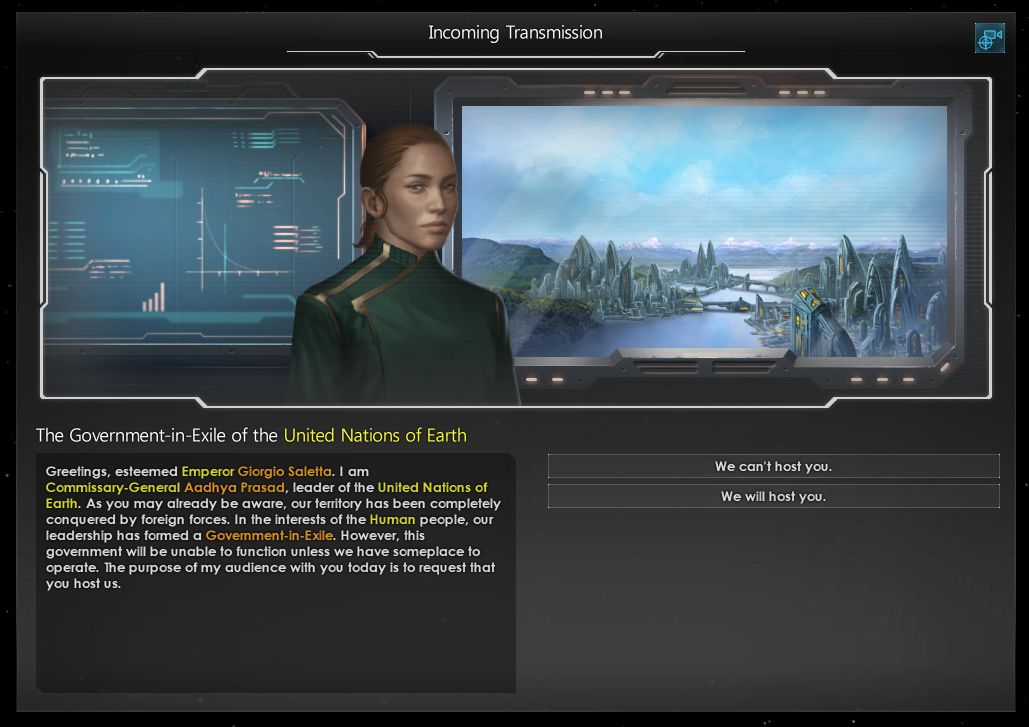 Incoming Transmission
The Government-in-Exile of the United Nations of Earth
Greetings, esteemed Emperor Giorgio Saletta. I am
Commissary-General Aadhya Prasad, leader of the United Nations of
Earth. As you may already be aware, our territory has been completely
conquered by foreign forces. In the interests of the Human people, our
leadership has formed a Government-in-Exile. However, this
government will be unable to function unless we have someplace to
operate. The purpose of my audience with you today is to request that
you host us.
We can't host you.
We will host you.